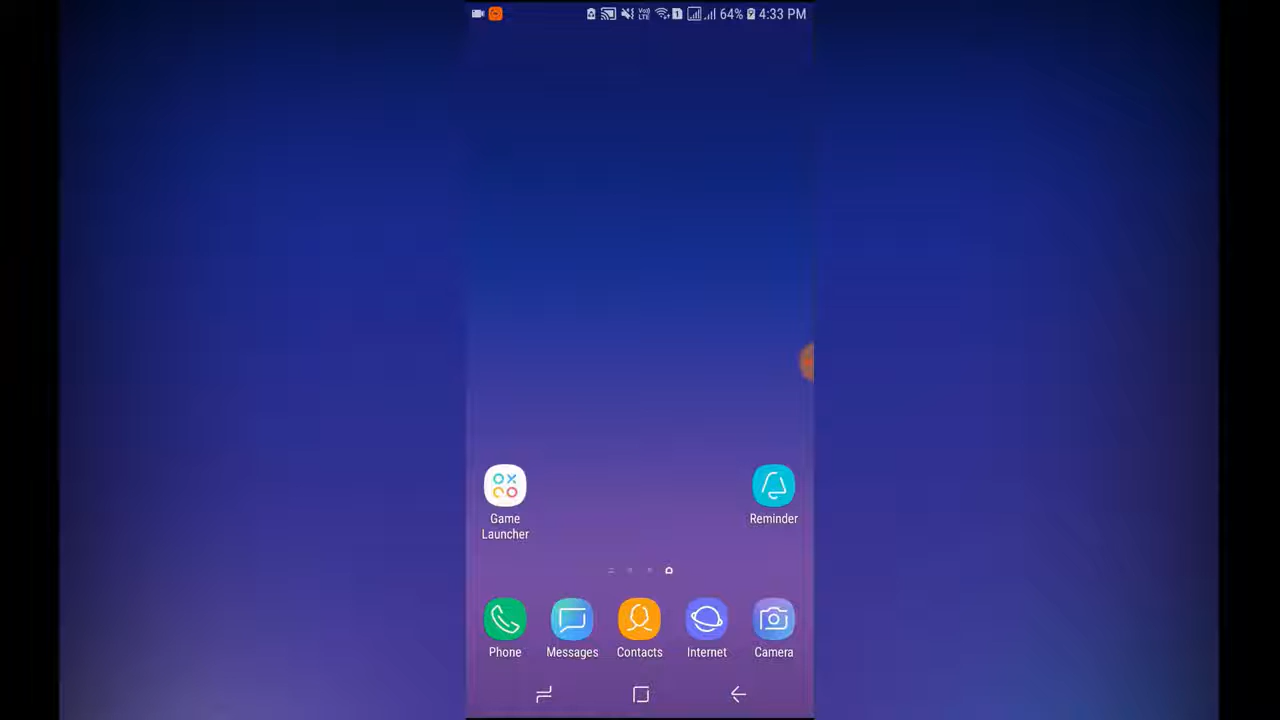 64% 4:33 PM
Game Launcher
Reminder
Phone Messages Contacts Internet Camera